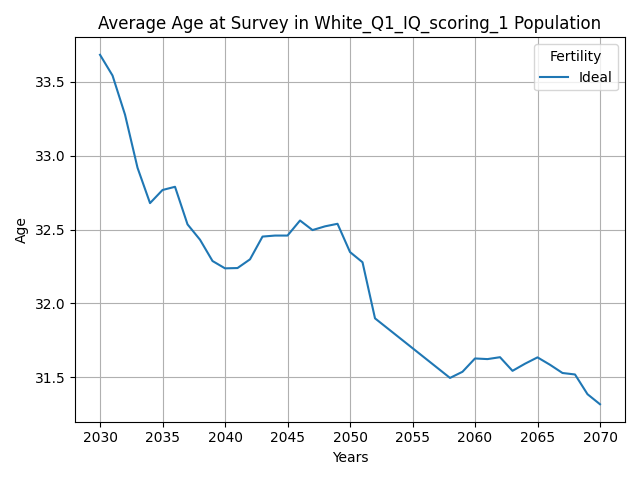 Average Age at Survey in White_Q1_IQ_scoring_1 Population
Fertility
Ideal
33.5
33.0
32.5
32.0
31.5
Age
2030 2035 2040 2045 2050 2055 2060 2065 2070
Years